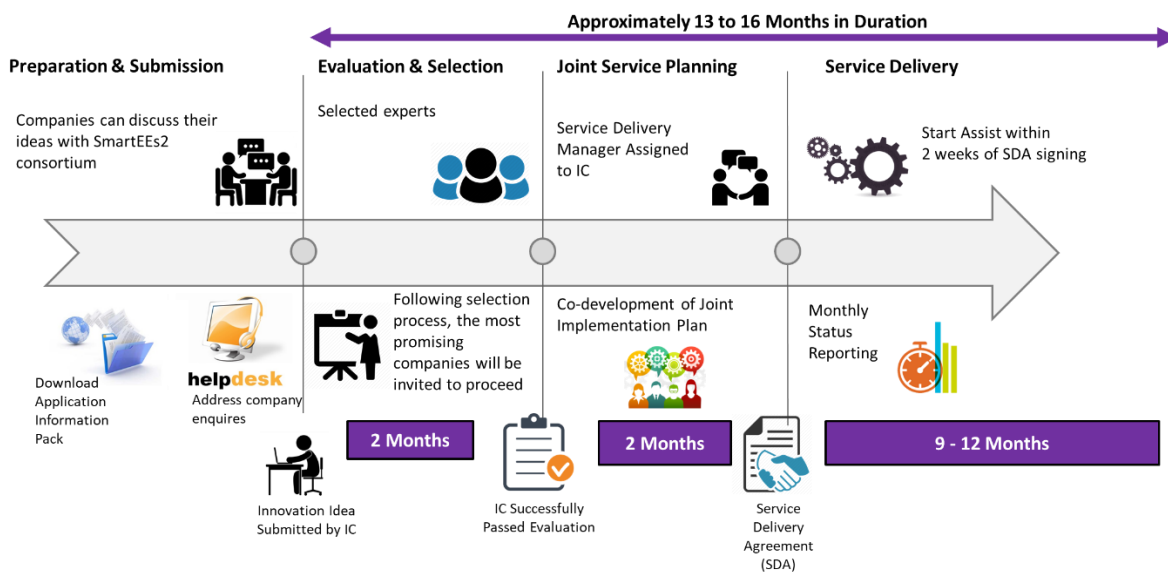 Approximately 13 to 16 Months in Duration
Preparation & Submission
Evaluation & Selection
Joint Service Planning
Service Delivery
Companies can discuss their
ideas with SmartEEs2
consortium
Selected experts
Service Delivery
Manager Assigned
to IC
Start Assist within
2 weeks of SDA signing
Download
Application
Information
Pack
helpdesk
Address company
enquires
Following selection
process, the most
promising
companies will be
invited to proceed
Co-development of Joint
Implementation Plan
Monthly
Status
Reporting
2 Months
2 Months
9 - 12 Months
Innovation Idea
Submitted by IC
IC Successfully
Passed Evaluation
Service
Delivery
Agreement
(SDA)